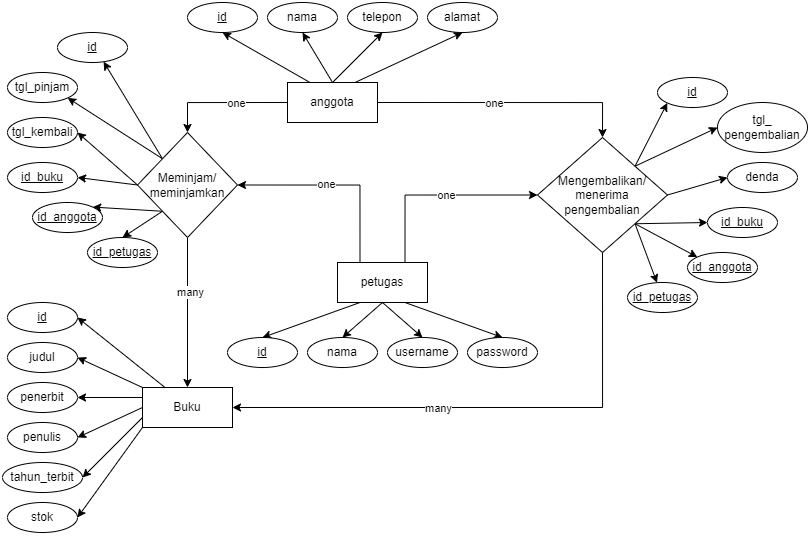 id
nama
telepon
alamat
id
tgl_pinjam
tgl_kembali
id_buku
id_anggota
id_petugas
one
anggota
one
Meminjam/
meminjamkan
one
one
Mengembalikan/
menerima
pengembalian
id
tgl_
pengembalian
denda
id_buku
id_anggota
id_petugas
petugas
id
nama
username
password
many
many
Buku
id
judul
penerbit
penulis
tahun_terbit
stok